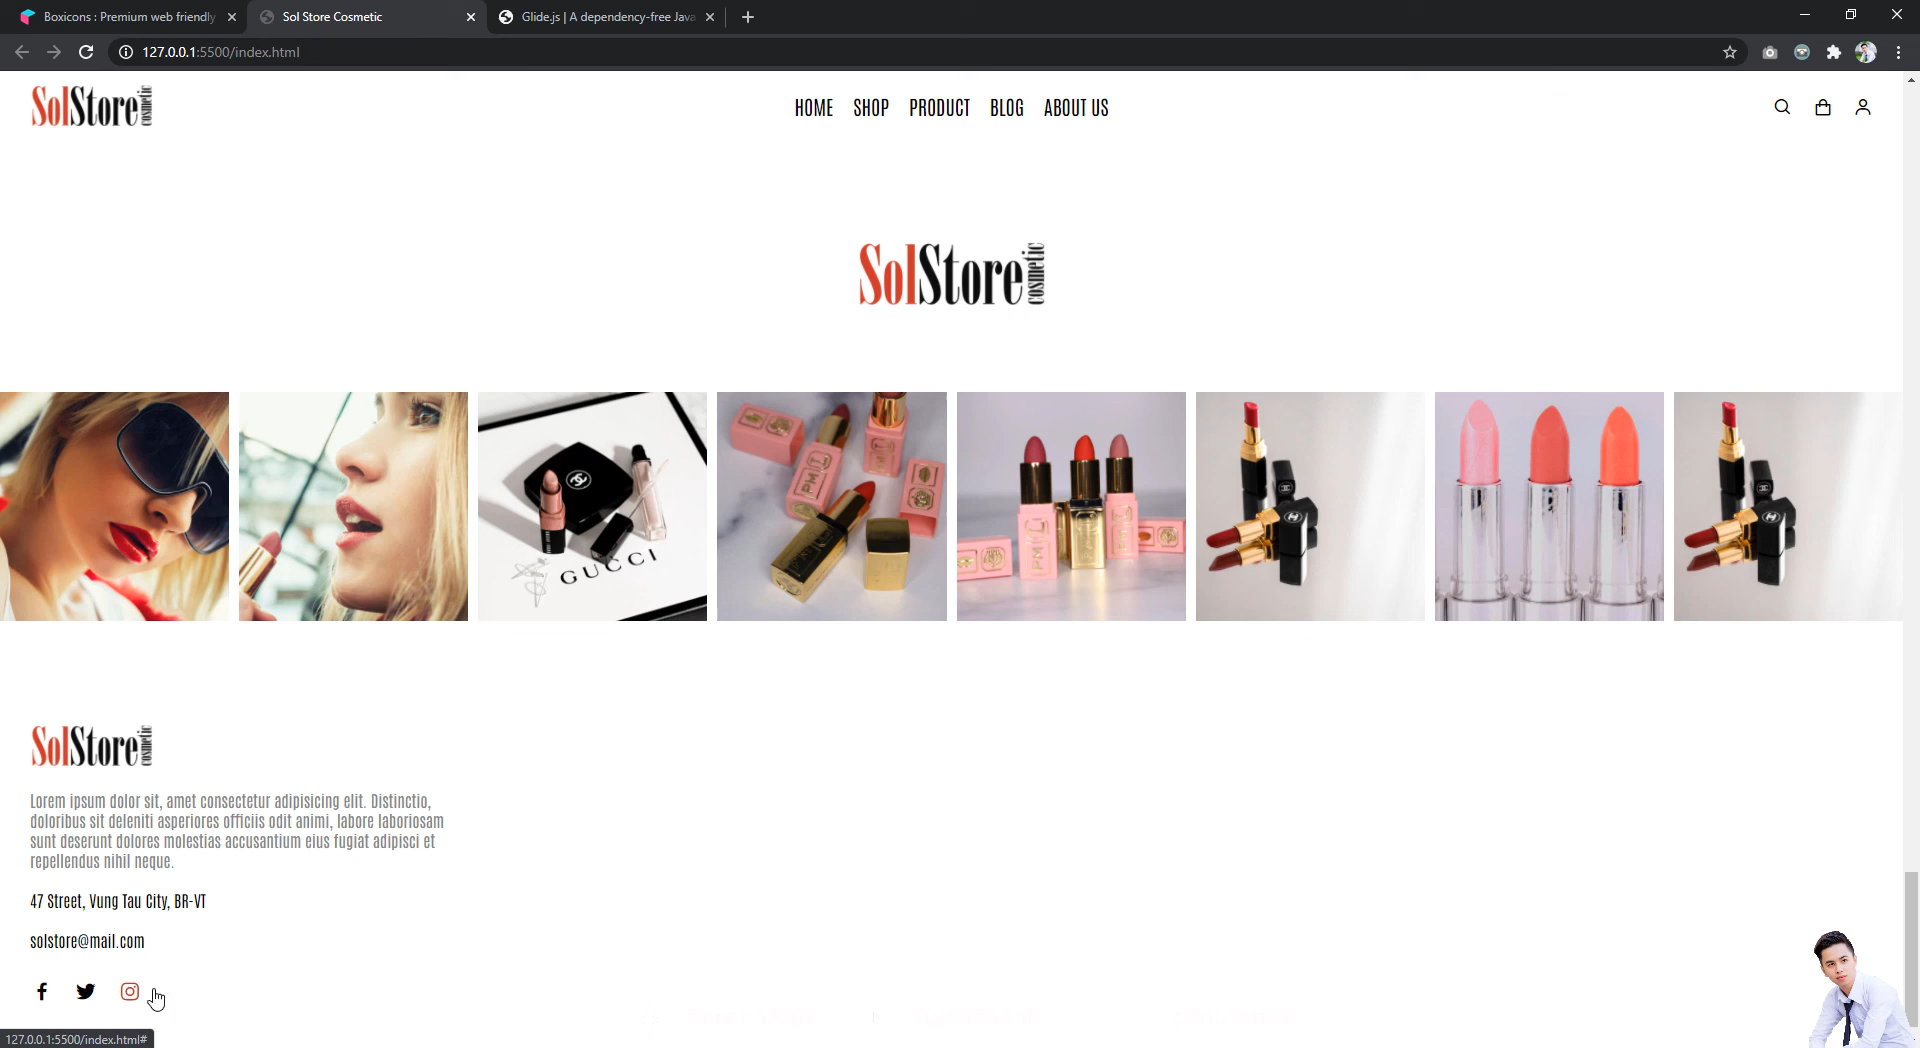 Boxicons : Premium web friendly
Sol Store Cosmetic
Glide.js | A dependency-free Java
127.0.0.1:5500/index.html
SolStore cosmetic
HOME SHOP PRODUCT BLOG ABOUT US
SolStore cosmetic
GUCCI
PMC
PMC
PMC
SolStore cosmetic
Lorem ipsum dolor sit, amet consectetur adipisicing elit. Distinctio,
doloribus sit deleniti asperiores officiis odit animi, labore laboriosam
sunt deserunt dolores molestias accusantium eius fugiat adipisci et
repellendus nihil neque.
47 Street, Vung Tau City, BR-VT
solstore@mail.com
127.0.0.1:5500/index.html#